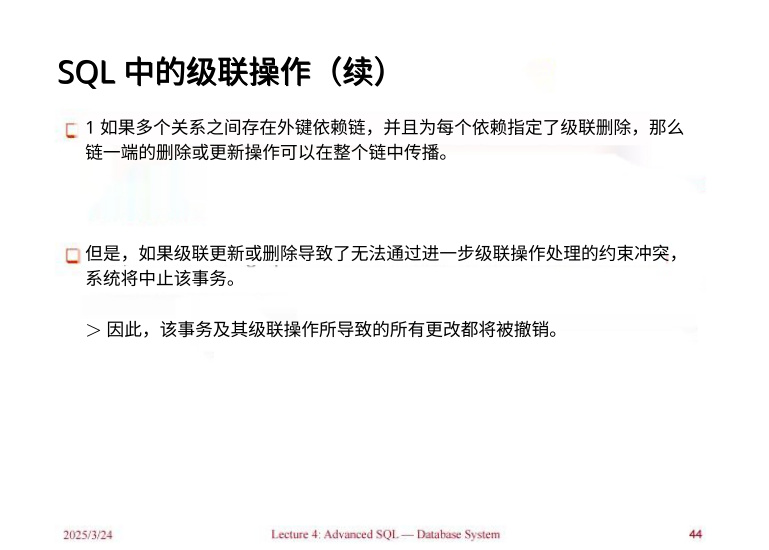 SQL 中的级联操作（续）
1 如果多个关系之间存在外键依赖链，并且为每个依赖指定了级联删除，那么
链一端的删除或更新操作可以在整个链中传播。
但是，如果级联更新或删除导致了无法通过进一步级联操作处理的约束冲突，
系统将中止该事务。
＞ 因此，该事务及其级联操作所导致的所有更改都将被撤销。
2025/3/24
Lecture 4: Advanced SQL — Database System
44